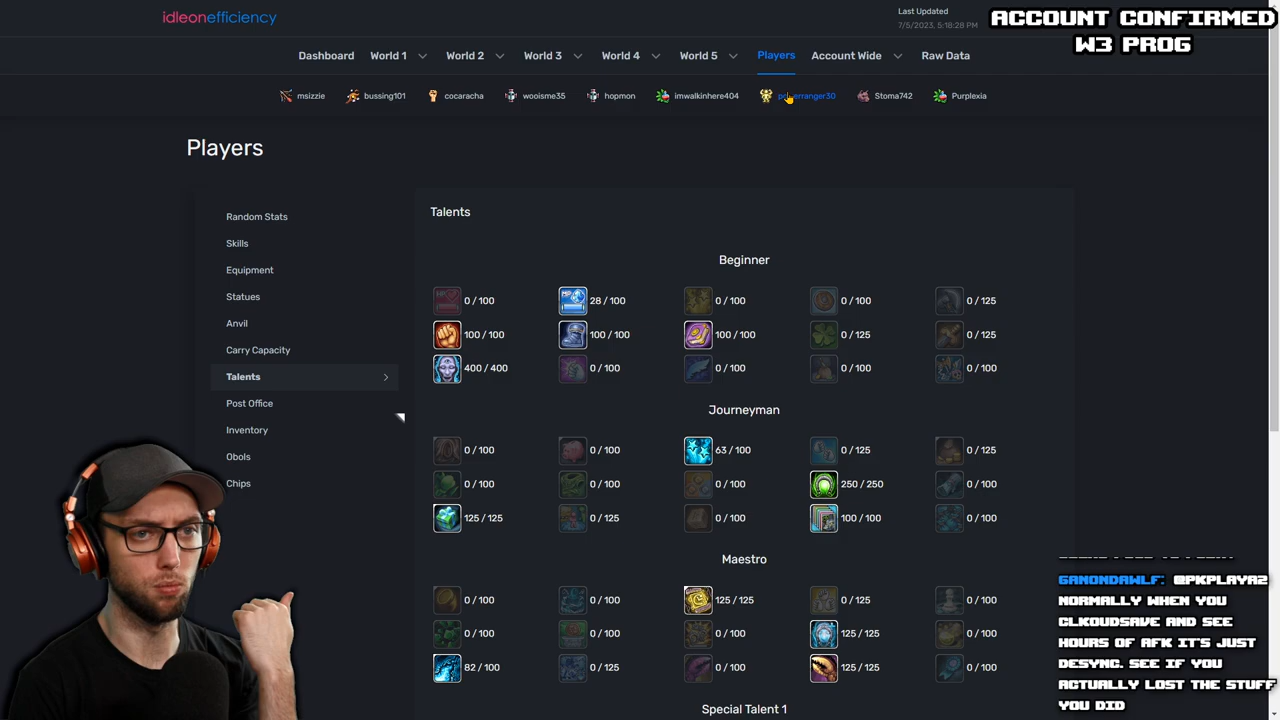 idleonefficiency
Last Updated
7/5/2023, 5:18:28 PM
ACCOUNT CONFIRMED
W3 PROG
Dashboard World 1 World 2 World 3 World 4 World 5 Players Account Wide Raw Data
msizzle bussing101 cocaracha wooisme35 hopmon imwalkinhere404 Stoma742 Purplexia
Players
Random Stats
Skills
Equipment
Statues
Anvil
Carry Capacity
Talents
Post Office
Inventory
Obols
Chips
Talents
Beginner
0 / 100 28 / 100 0 / 100 0 / 100 0 / 125
100 / 100 100 / 100 100 / 100 0 / 125 0 / 125
400 / 400 0 / 100 0 / 100 0 / 100 0 / 100
Journeyman
0 / 100 0 / 100 63 / 100 0 / 125 0 / 125
0 / 100 0 / 100 0 / 100 250 / 250 0 / 100
125 / 125 0 / 125 0 / 100 100 / 100 0 / 100
Maestro
0 / 100 0 / 100 125 / 125 0 / 125 0 / 100
0 / 100 0 / 100 0 / 100 125 / 125 0 / 100
82 / 100 0 / 125 0 / 100 125 / 125 0 / 100
Special Talent 1
GANONDAWLF: @PKPLAYA2
NORMALLY WHEN YOU
CLKOUDSAVE AND SEE
HOURS OF AFK IT'S JUST
DESYNC. SEE IF YOU
ACTUALLY LOST THE STUFF
YOU DID